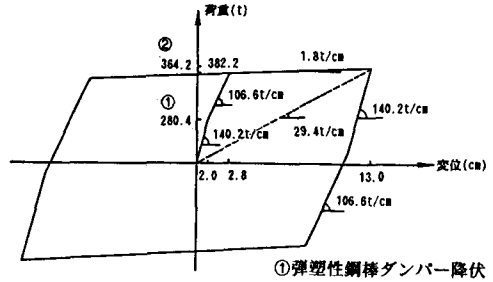 荷重(t)
②
364.2 382.2
1.8t/cm
①
106.6t/cm
280.4
140.2t/cm
140.2t/cm
29.4t/cm
変位(cm)
2.0 2.8
13.0
106.6t/cm
①弾塑性鋼棒ダンパー降伏